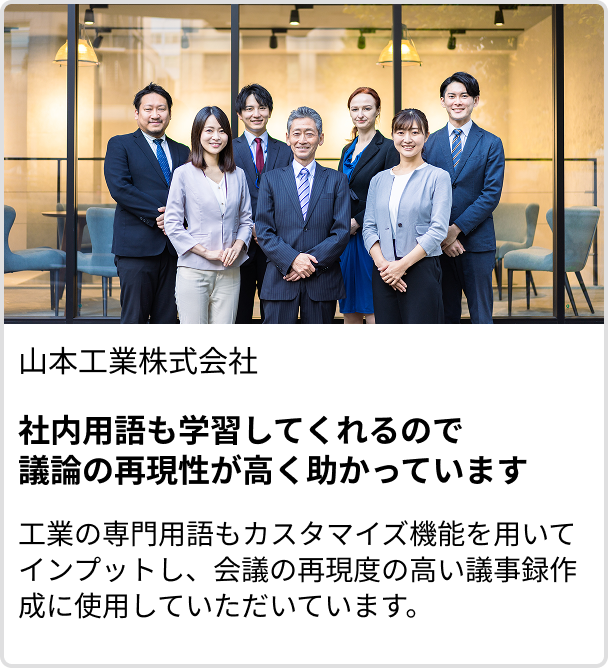 山本工業株式会社
社内用語も学習してくれるので
議論の再現性が高く助かっています
工業の専門用語もカスタマイズ機能を用いて
インプットし、会議の再現度の高い議事録作
成に使用していただいています。